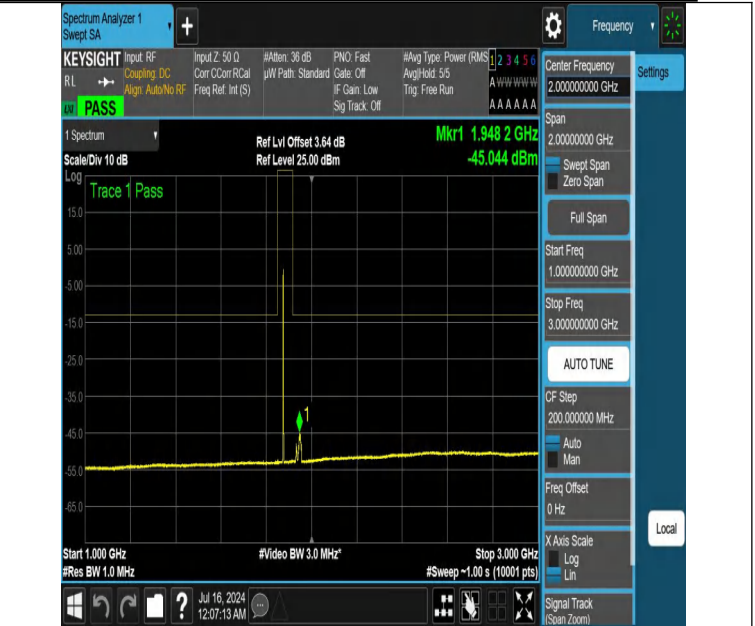 Spectrum Analyzer 1
Swept SA
+
Frequency
KEYSIGHT
RL
PASS
Input: RF
Coupling: DC
Align: Auto/No RF
Input Z: 50 Ω
Corr CCorr RCal
Freq Ref: Int (S)
#Atten: 36 dB
µW Path: Standard
PNO: Fast
Gate: Off
IF Gain: Low
Sig Track: Off
#Avg Type: Power (RMS
Avg|Hold: 5/5
Trig: Free Run
1 2 3 4 5 6
A W W W W W
A A A A A A
1 Spectrum
Scale/Div 10 dB
Ref Lvl Offset 3.64 dB
Ref Level 25.00 dBm
Mkr1 1.948 2 GHz
-45.044 dBm
Log
Trace 1 Pass
15.0
5.00
-5.00
-15.0
-25.0
-35.0
-45.0
-55.0
-65.0
1
Start 1.000 GHz
#Res BW 1.0 MHz
#Video BW 3.0 MHz*
Stop 3.000 GHz
#Sweep ~1.00 s (10001 pts)
Center Frequency
2.000000000 GHz
Span
2.00000000 GHz
Swept Span
Zero Span
Full Span
Start Freq
1.000000000 GHz
Stop Freq
3.000000000 GHz
AUTO TUNE
CF Step
200.000000 MHz
Auto
Man
Freq Offset
0 Hz
X Axis Scale
Log
Lin
Signal Track
(Span Zoom)
Settings
Local
?
Jul 16, 2024
12:07:13 AM